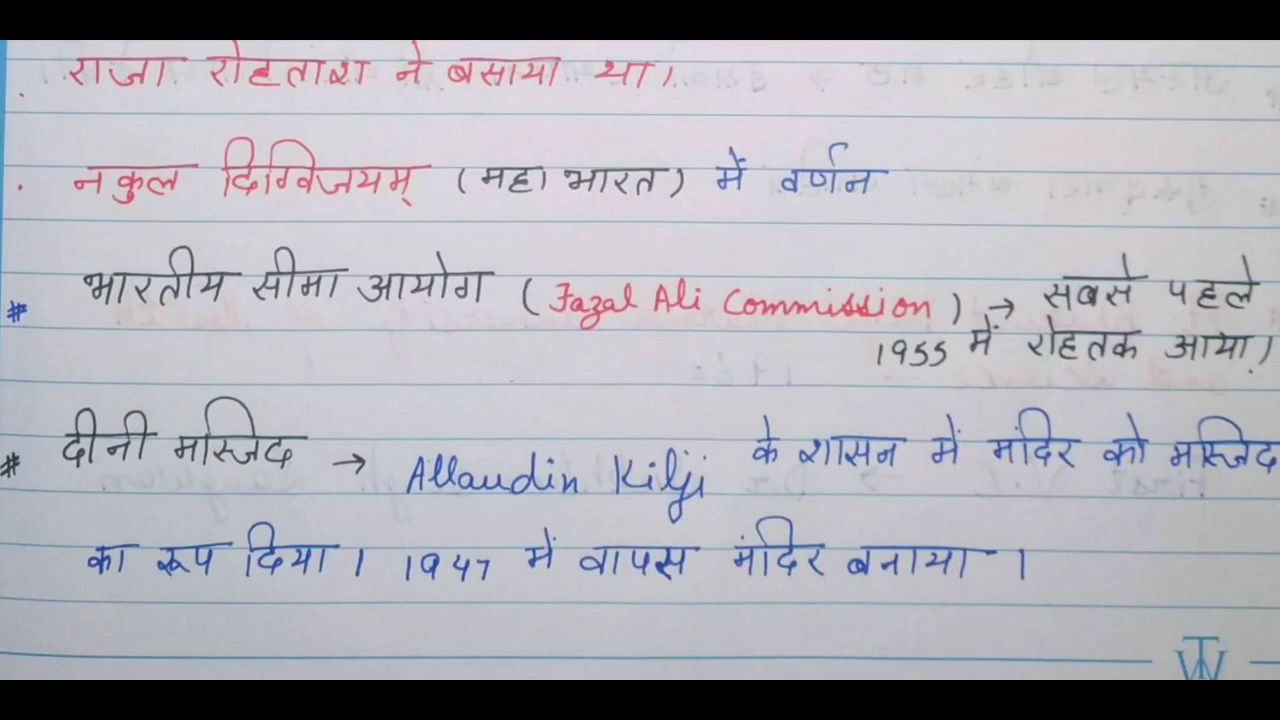 . राजा रोहताश ने बसाया था।
. नकुल दिग्विजयम् (महाभारत) में वर्णन
# भारतीय सीमा आयोग (Fazal Ali Commission) → सबसे पहले
1955 में रोहतक आया।
# दीनी मस्जिद → Allaudin Kilji के शासन में मंदिर को मस्जिद
का रूप दिया। 1947 में वापस मंदिर बनाया।
TW